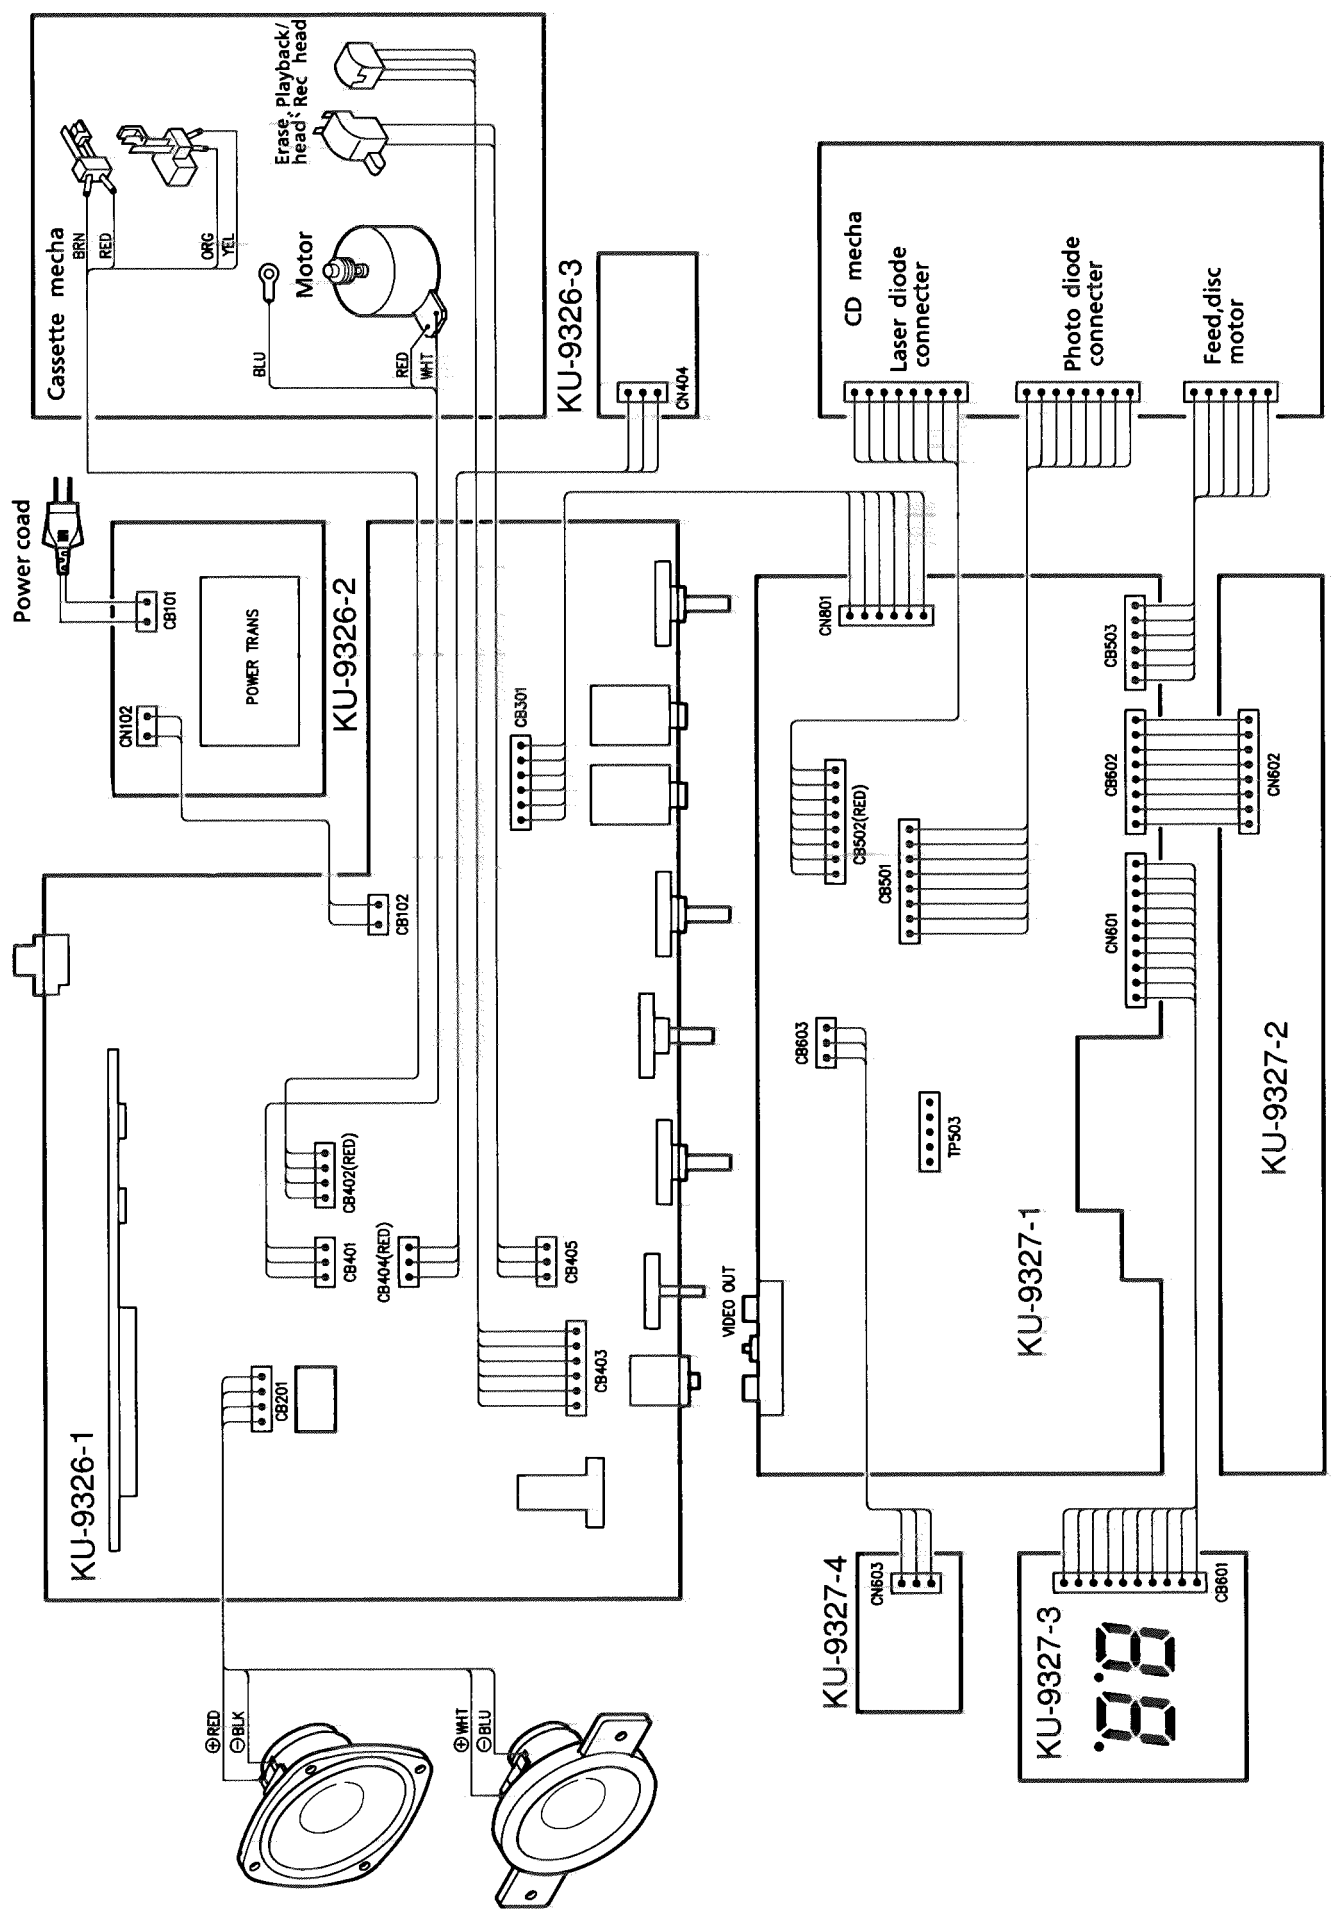 Power coad
CB101
CN102
POWER TRANS
KU-9326-2
Cassette mecha
BRN
RED
ORG
YEL
Erase
head
Playback/
Rec head
Motor
BLU
RED
WHT
KU-9326-3
CN404
KU-9326-1
CB102
CB301
CB402(RED)
CB401
CB404(RED)
CB405
CB403
CB201
⊕RED
⊖BLK
⊕WHT
⊖BLU
CD mecha
Laser diode
connecter
Photo diode
connecter
Feed,disc
motor
CN801
CB502(RED)
CB501
CB503
CB602
CN602
CN601
CB603
TP503
VIDEO OUT
KU-9327-1
KU-9327-2
KU-9327-4
CN603
KU-9327-3
CB601